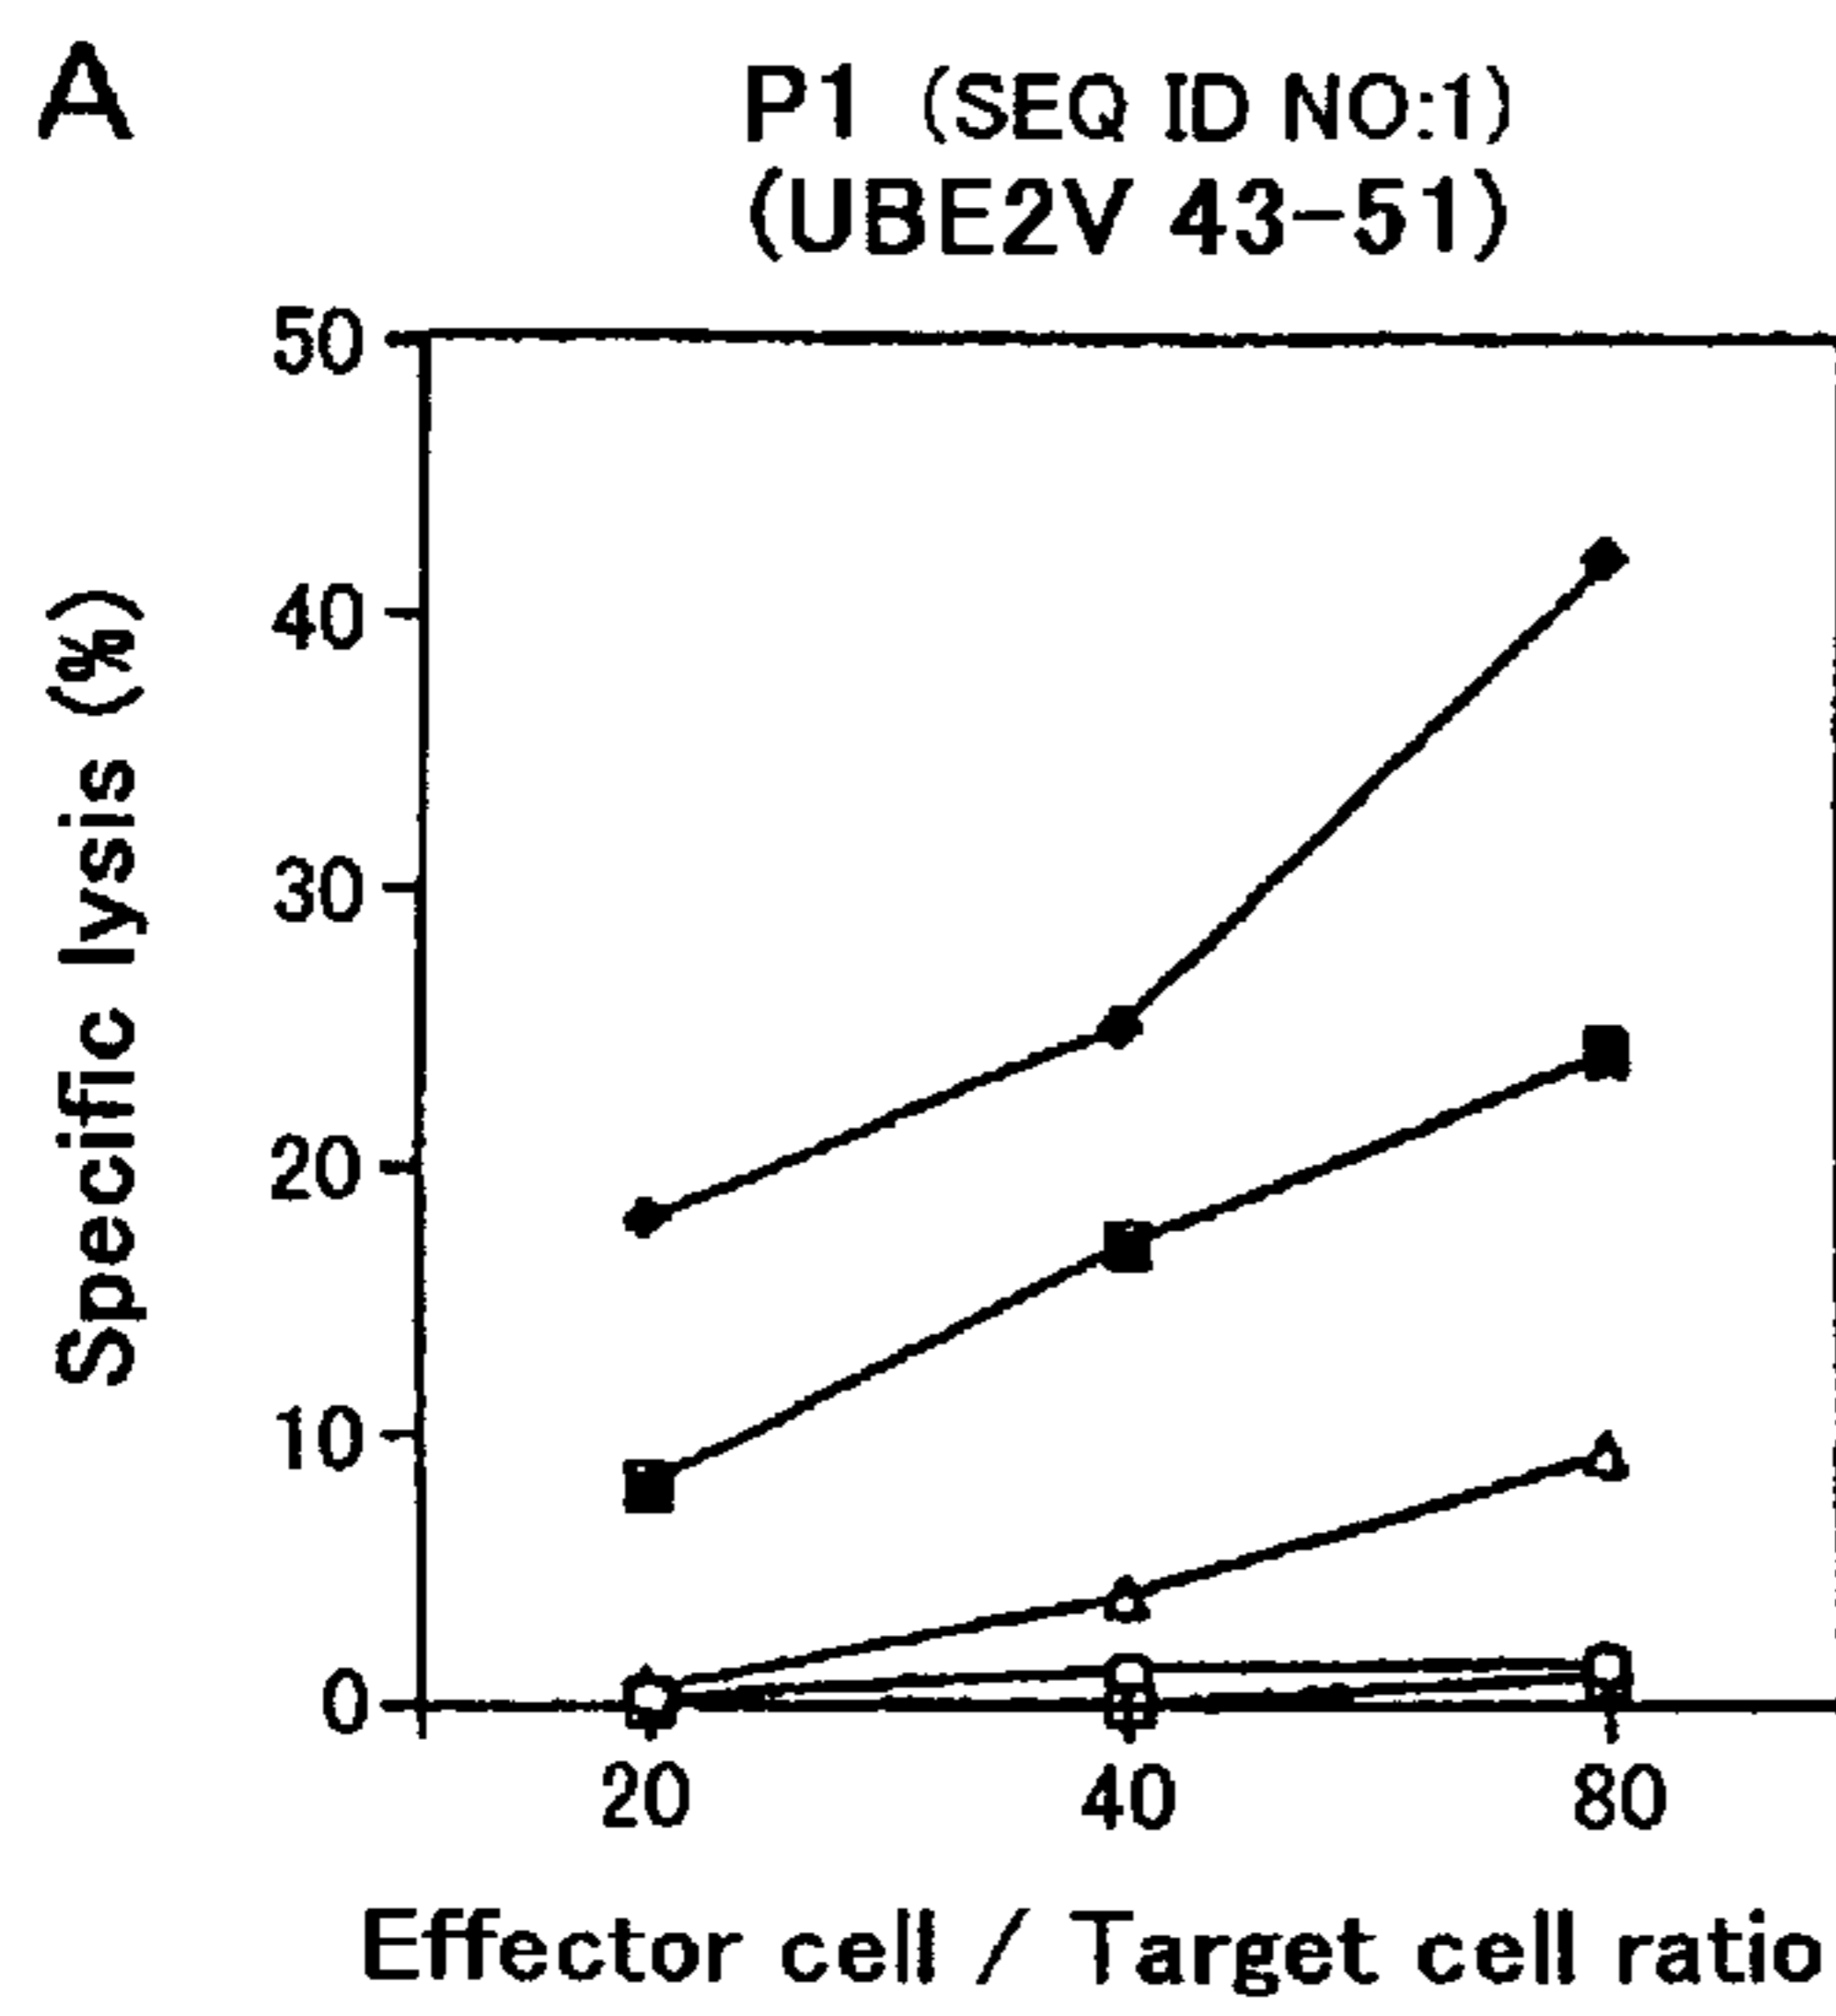 A
P1 (SEQ ID NO:1)
(UBE2V 43-51)
Specific lysis (%)
50
40
30
20
10
0
20 40 80
Effector cell / Target cell ratio